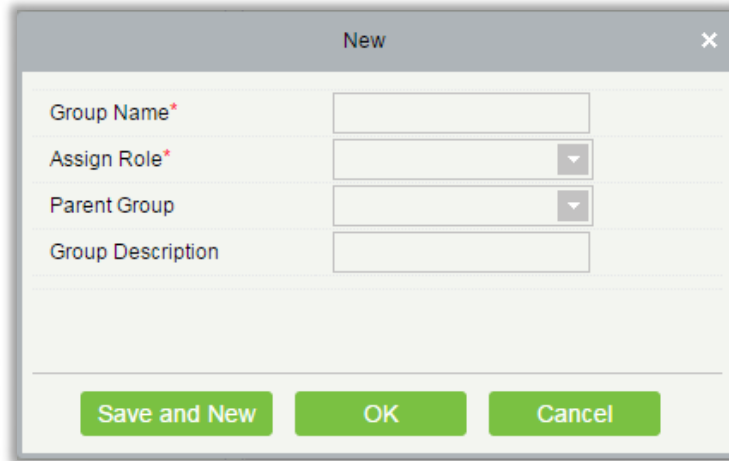 New
Group Name*
Assign Role*
Parent Group
Group Description
Save and New OK Cancel